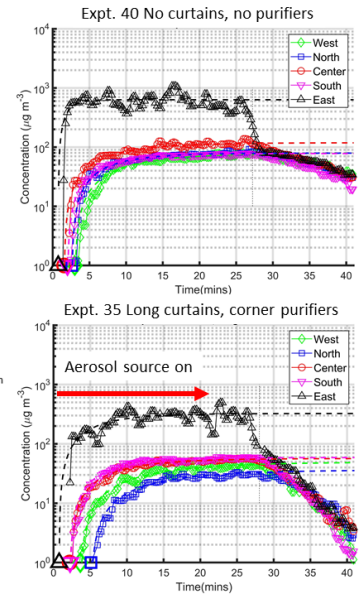 Expt. 40 No curtains, no purifiers
10⁴
10³
10²
10¹
10⁰
Concentration (μg m⁻³)
West
North
Center
South
East
0 5 10 15 20 25 30 35 40
Time(mins)
Expt. 35 Long curtains, corner purifiers
10⁴
10³
10²
10¹
10⁰
Concentration (μg m⁻³)
Aerosol source on
West
North
Center
South
East
0 5 10 15 20 25 30 35 40
Time(mins)